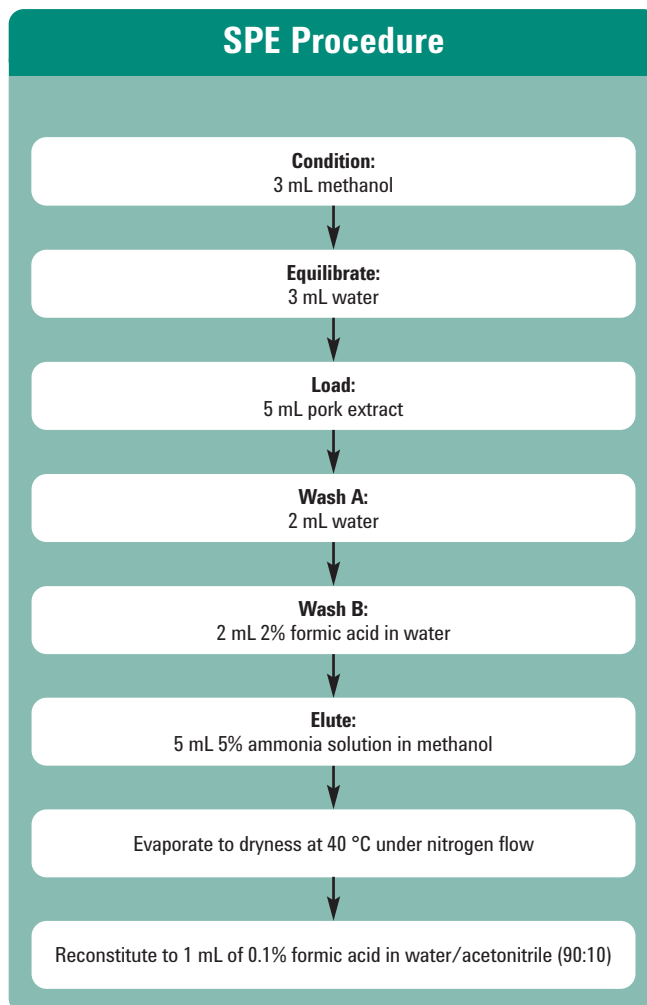 SPE Procedure
Condition:
3 mL methanol
Equilibrate:
3 mL water
Load:
5 mL pork extract
Wash A:
2 mL water
Wash B:
2 mL 2% formic acid in water
Elute:
5 mL 5% ammonia solution in methanol
Evaporate to dryness at 40 °C under nitrogen flow
Reconstitute to 1 mL of 0.1% formic acid in water/acetonitrile (90:10)